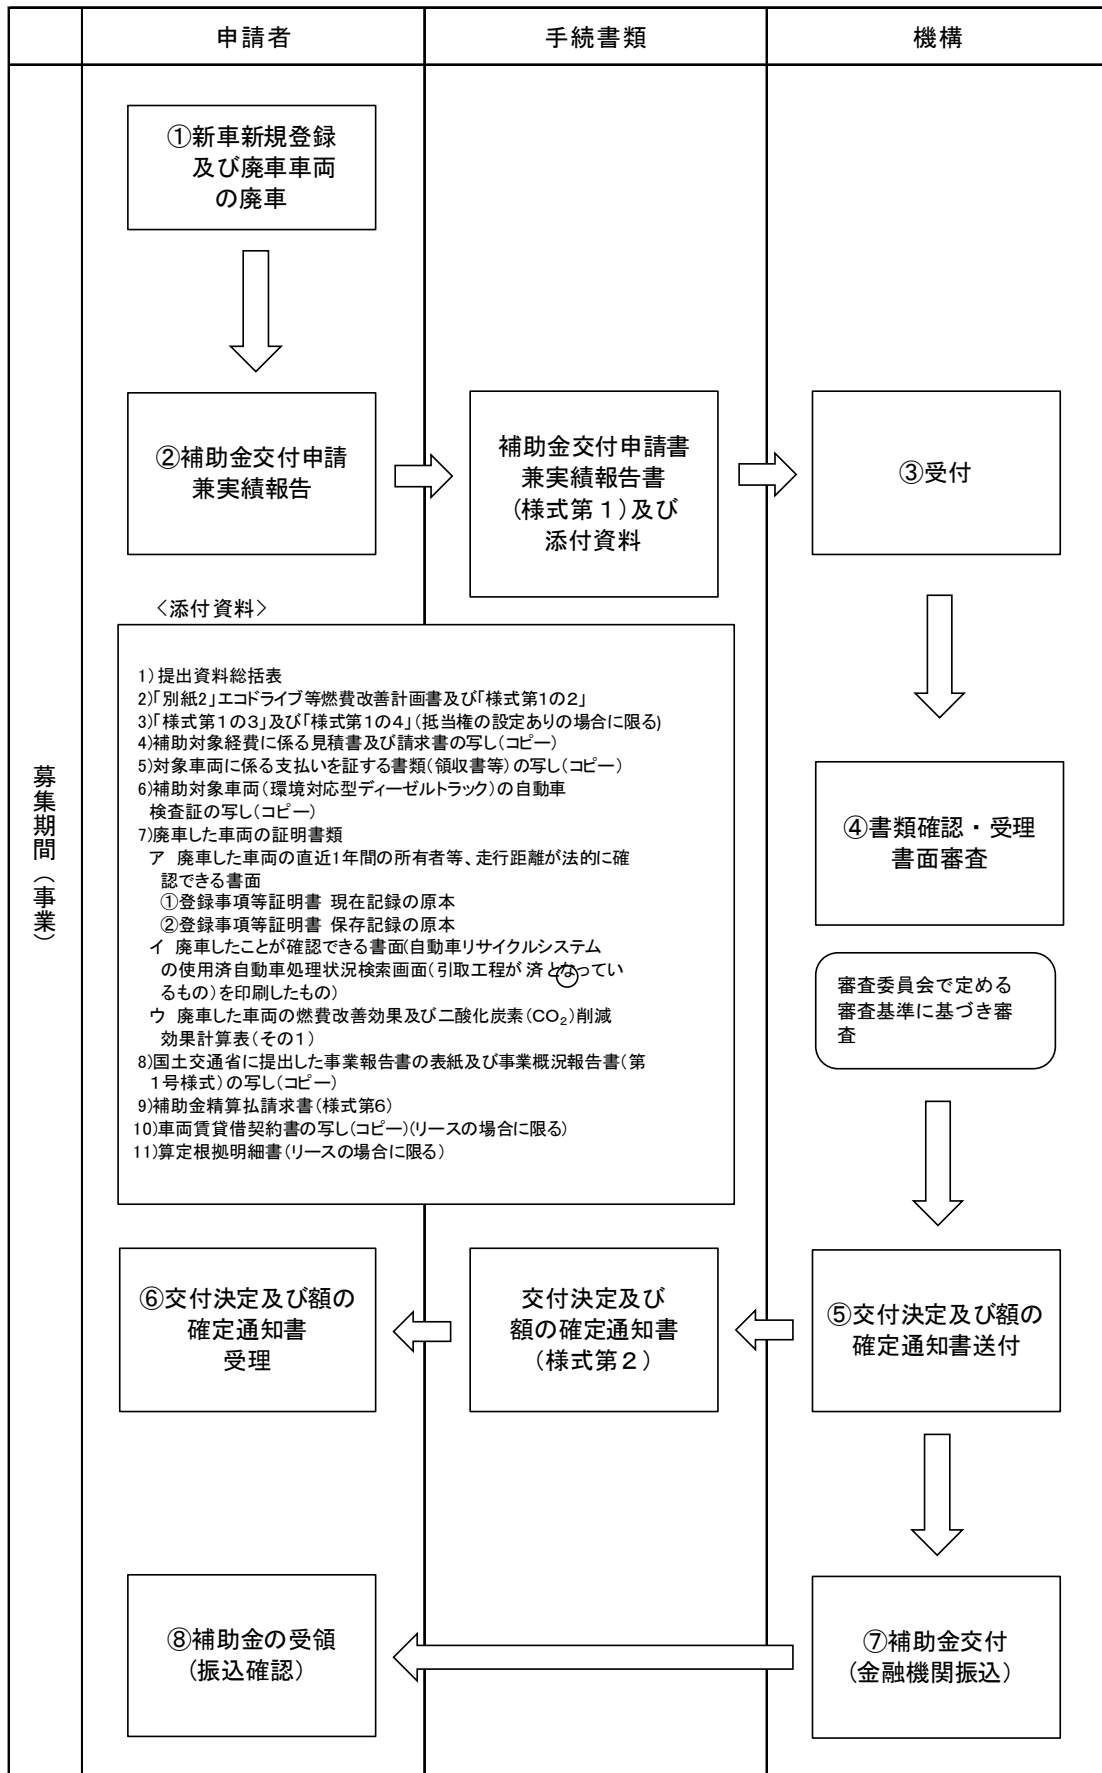 申請者
手続書類
機構
募集期間（事業）
①新車新規登録
及び廃車車両
の廃車
②補助金交付申請
兼実績報告
補助金交付申請書
兼実績報告書
(様式第１)及び
添付資料
③受付
＜添付資料＞
1)提出資料総括表
2)「別紙2」エコドライブ等燃費改善計画書及び「様式第1の2」
3)「様式第1の3」及び「様式第1の4」(抵当権の設定ありの場合に限る)
4)補助対象経費に係る見積書及び請求書の写し(コピー)
5)対象車両に係る支払いを証する書類(領収書等)の写し(コピー)
6)補助対象車両(環境対応型ディーゼルトラック)の自動車
検査証の写し(コピー)
7)廃車した車両の証明書類
ア 廃車した車両の直近1年間の所有者等、走行距離が法的に確
認できる書面
①登録事項等証明書 現在記録の原本
②登録事項等証明書 保存記録の原本
イ 廃車したことが確認できる書面(自動車リサイクルシステム
の使用済自動車処理状況検索画面(引取工程が 済 となってい
るもの)を印刷したもの)
ウ 廃車した車両の燃費改善効果及び二酸化炭素(CO₂)削減
効果計算表(その1)
8)国土交通省に提出した事業報告書の表紙及び事業概況報告書(第
1号様式)の写し(コピー)
9)補助金精算払請求書(様式第6)
10)車両賃貸借契約書の写し(コピー)(リースの場合に限る)
11)算定根拠明細書(リースの場合に限る)
④書類確認・受理
書面審査
審査委員会で定める
審査基準に基づき審
査
⑥交付決定及び額の
確定通知書
受理
交付決定及び
額の確定通知書
(様式第２)
⑤交付決定及び額の
確定通知書送付
⑧補助金の受領
(振込確認)
⑦補助金交付
(金融機関振込)